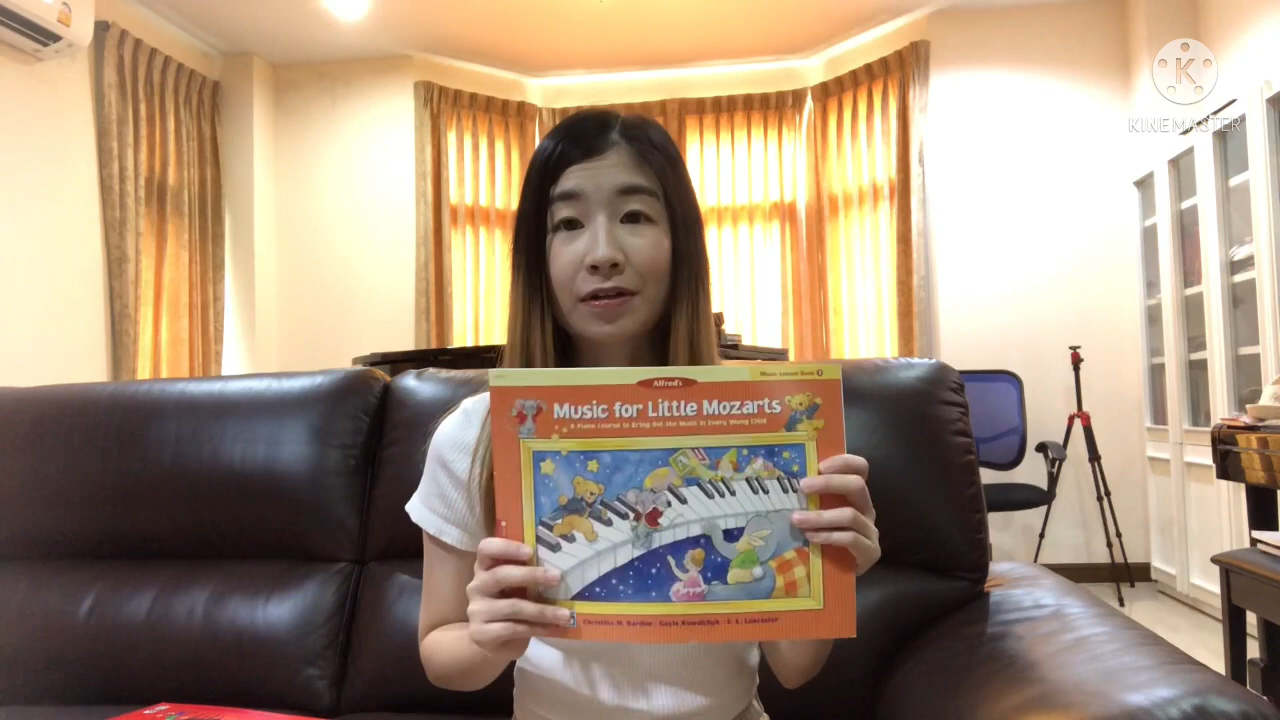 K
KINEMASTER
Alfred's
Music Lesson Book 1
Music for Little Mozarts
A Piano Course to Bring Out the Music in Every Young Child
Christine H. Barden · Gayle Kowalchyk · E. L. Lancaster